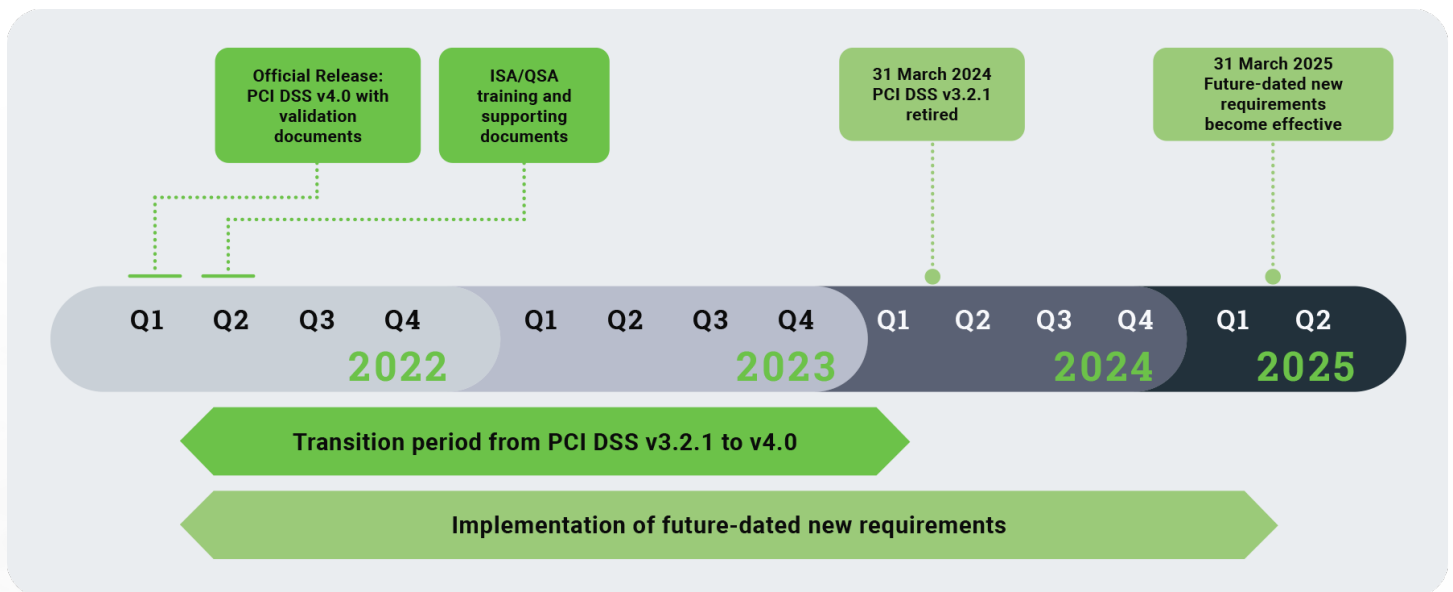 Official Release:
PCI DSS v4.0 with
validation
documents
ISA/QSA
training and
supporting
documents
31 March 2024
PCI DSS v3.2.1
retired
31 March 2025
Future-dated new
requirements
become effective
Q1 Q2 Q3 Q4 Q1 Q2 Q3 Q4 Q1 Q2 Q3 Q4 Q1 Q2
2022 2023 2024 2025
Transition period from PCI DSS v3.2.1 to v4.0
Implementation of future-dated new requirements